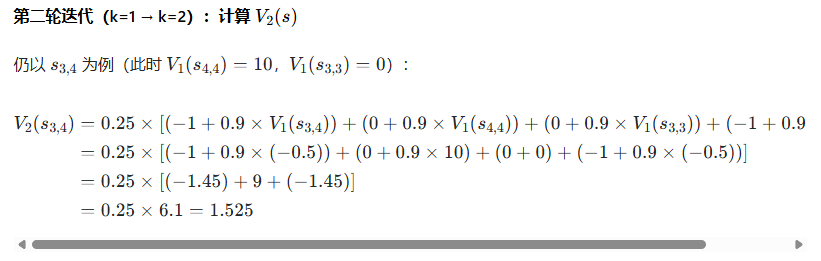 第二轮迭代（k=1 → k=2）：计算 V₂(s)
仍以 s₃,₄ 为例（此时 V₁(s₄,₄) = 10，V₁(s₃,₃) = 0）：
V₂(s₃,₄) = 0.25 × [(−1 + 0.9 × V₁(s₃,₄)) + (0 + 0.9 × V₁(s₄,₄)) + (0 + 0.9 × V₁(s₃,₃)) + (−1 + 0.9
= 0.25 × [(−1 + 0.9 × (−0.5)) + (0 + 0.9 × 10) + (0 + 0) + (−1 + 0.9 × (−0.5))]
= 0.25 × [(−1.45) + 9 + (−1.45)]
= 0.25 × 6.1 = 1.525